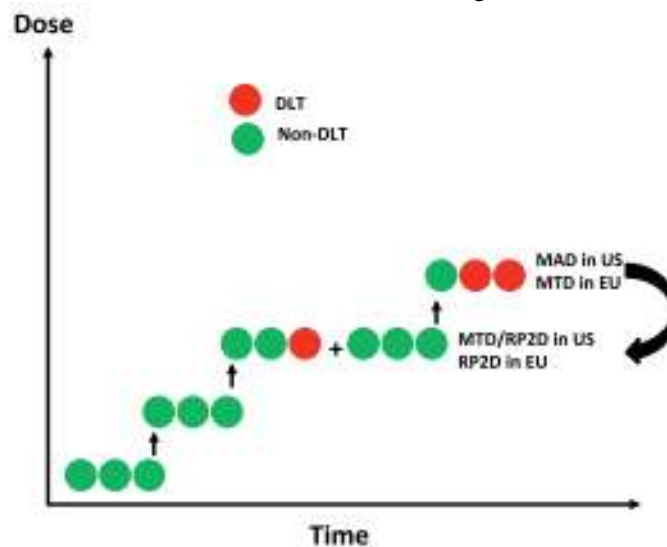 Dose
DLT
Non-DLT
MAD in US
MTD in EU
+
MTD/RP2D in US
RP2D in EU
Time